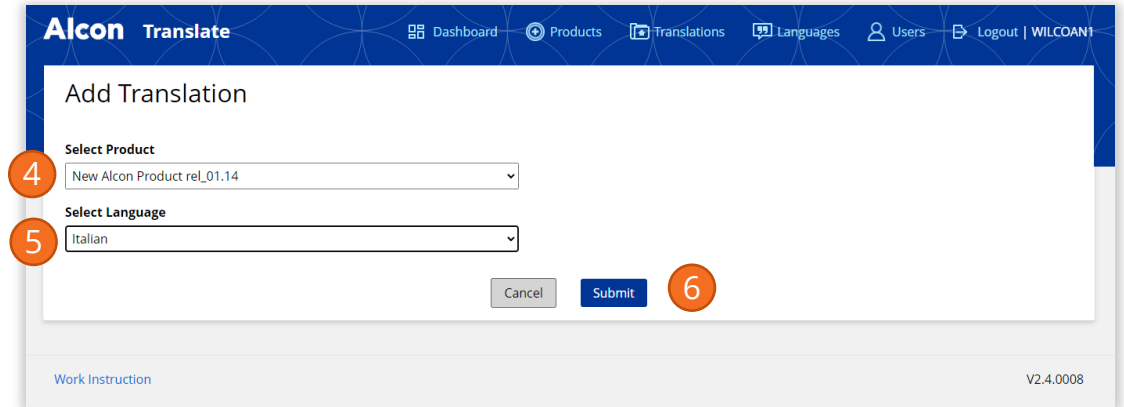 Alcon Translate Dashboard Products Translations Languages Users Logout | WILCOAN1
Add Translation
Select Product
4 New Alcon Product rel_01.14
Select Language
5 Italian
Cancel Submit 6
Work Instruction V2.4.0008